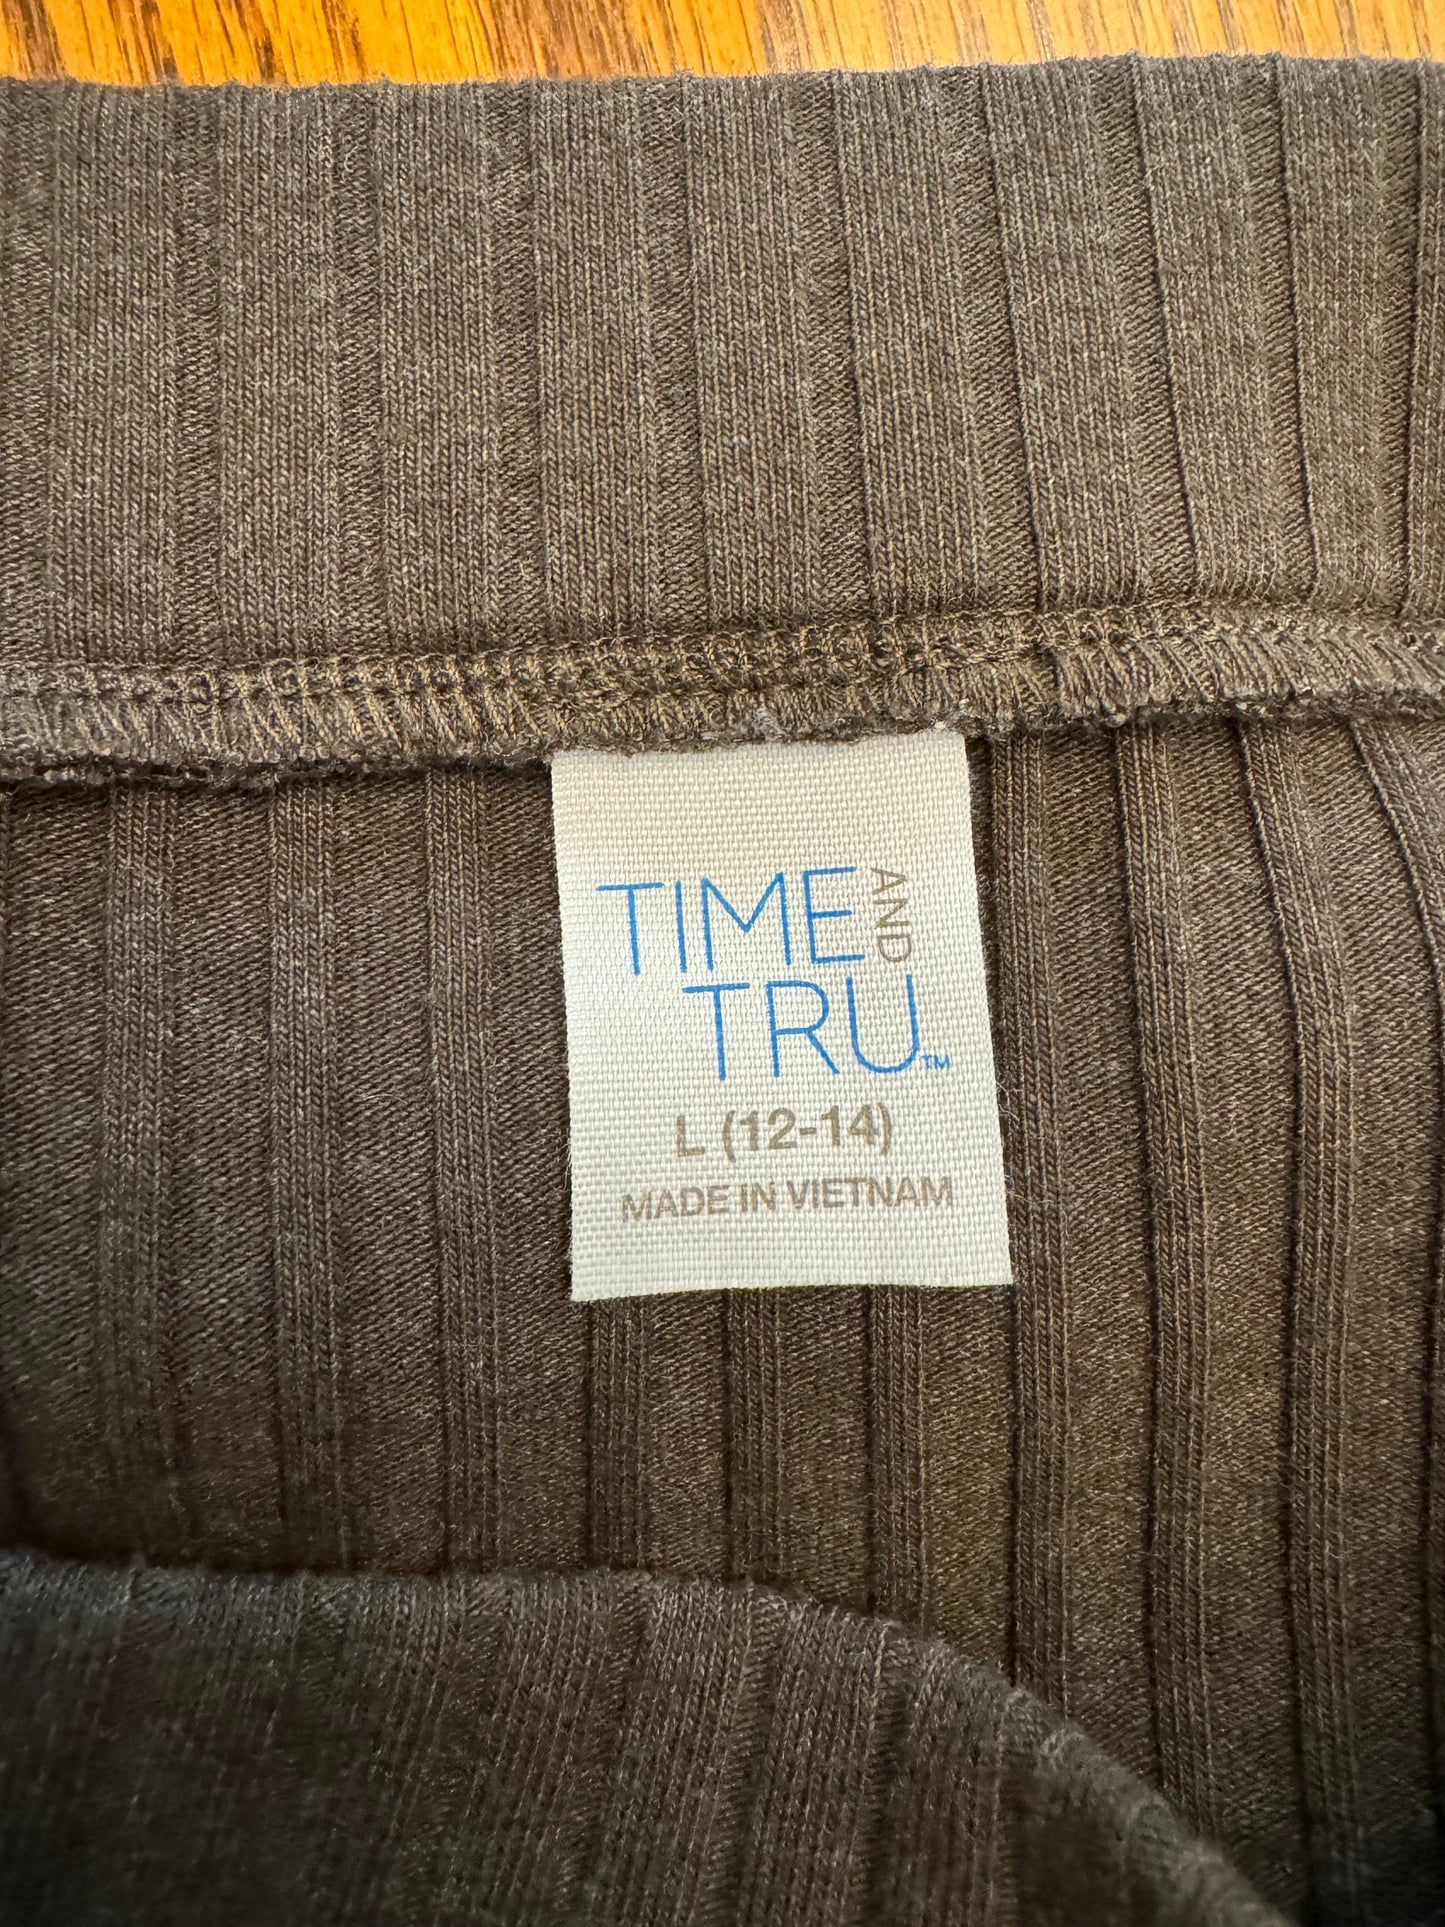 TIME AND
TRU™
L (12-14)
MADE IN VIETNAM